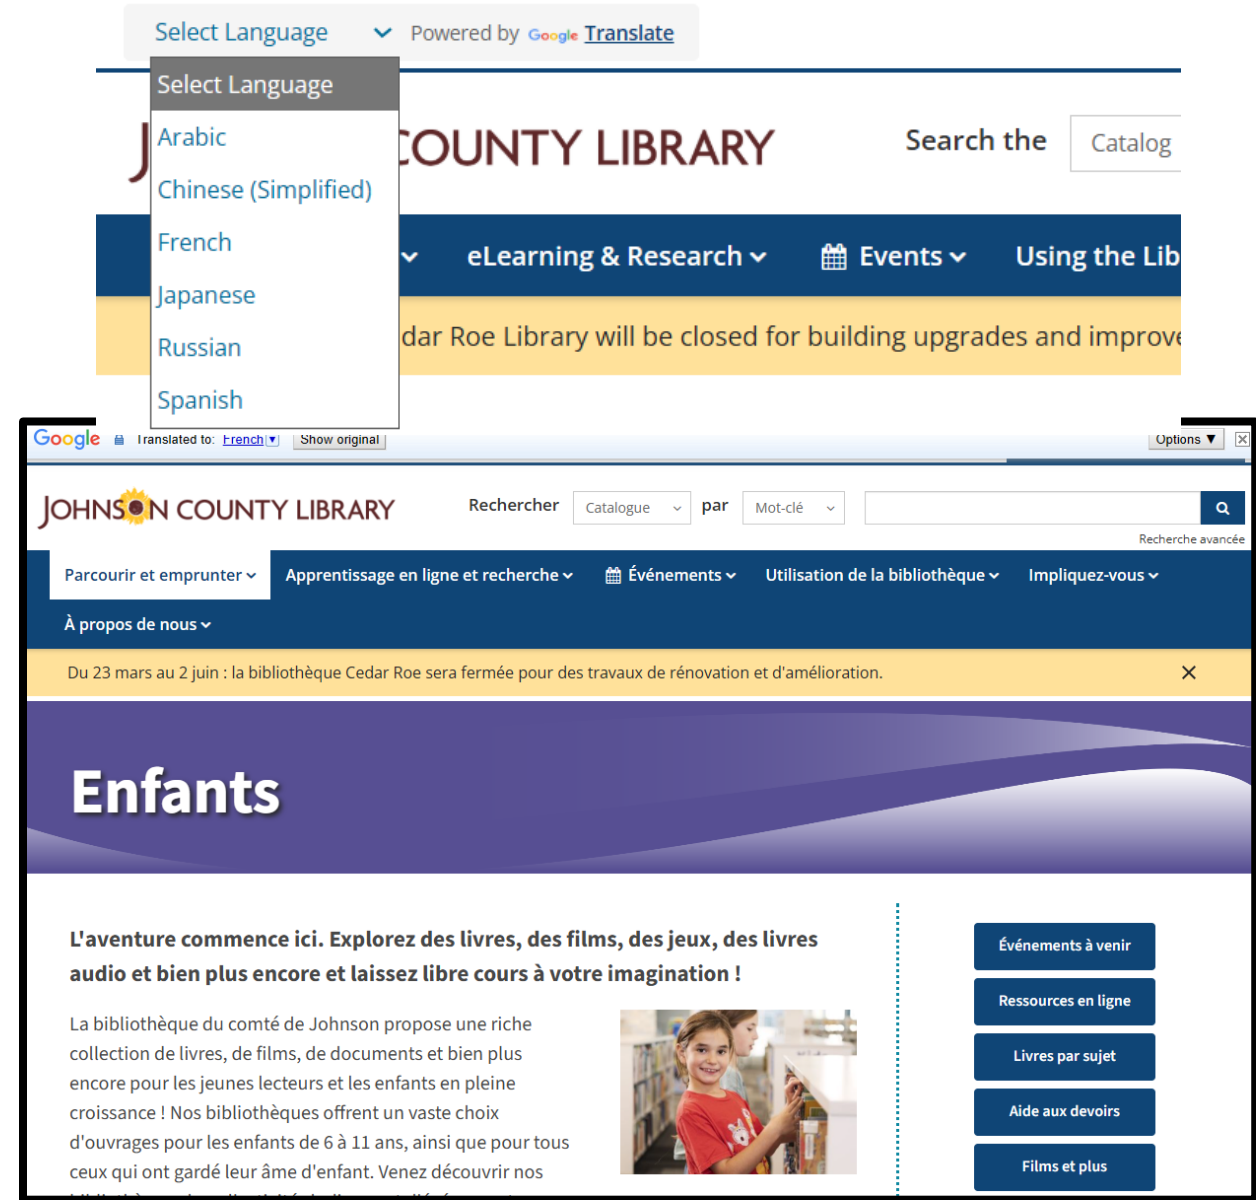 Select Language Powered by Google Translate
Select Language
Arabic
Chinese (Simplified)
French
Japanese
Russian
Spanish
COUNTY LIBRARY Search the Catalog
eLearning & Research Events Using the Lib
dar Roe Library will be closed for building upgrades and improve
Google Translated to: French Show original Options
JOHNSON COUNTY LIBRARY Rechercher Catalogue par Mot-clé
Recherche avancée
Parcourir et emprunter Apprentissage en ligne et recherche Événements Utilisation de la bibliothèque Impliquez-vous
À propos de nous
Du 23 mars au 2 juin : la bibliothèque Cedar Roe sera fermée pour des travaux de rénovation et d'amélioration.
Enfants
L'aventure commence ici. Explorez des livres, des films, des jeux, des livres
audio et bien plus encore et laissez libre cours à votre imagination !
La bibliothèque du comté de Johnson propose une riche
collection de livres, de films, de documents et bien plus
encore pour les jeunes lecteurs et les enfants en pleine
croissance ! Nos bibliothèques offrent un vaste choix
d'ouvrages pour les enfants de 6 à 11 ans, ainsi que pour tous
ceux qui ont gardé leur âme d'enfant. Venez découvrir nos
Événements à venir
Ressources en ligne
Livres par sujet
Aide aux devoirs
Films et plus